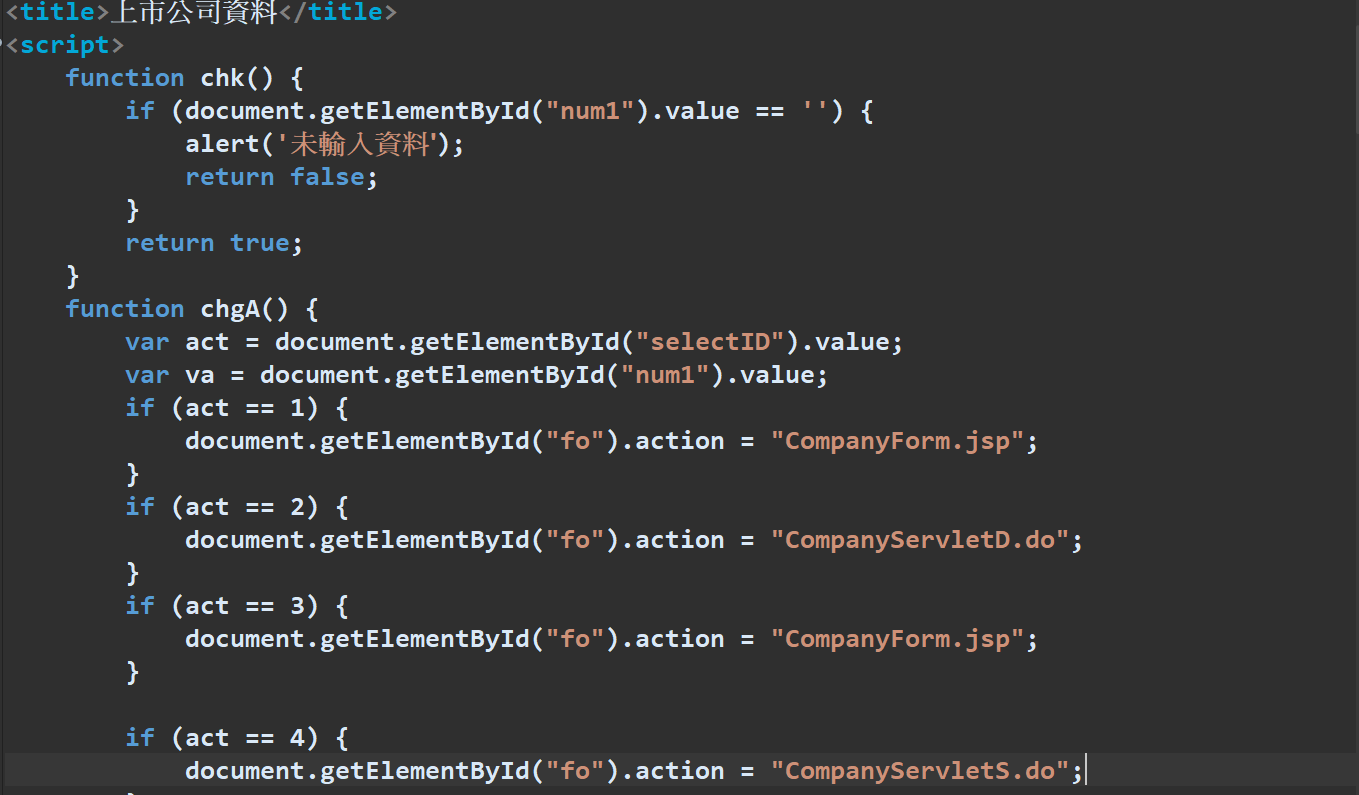 <title>上市公司資料</title>
<script>
function chk() {
if (document.getElementById("num1").value == '') {
alert('未輸入資料');
return false;
}
return true;
}
function chgA() {
var act = document.getElementById("selectID").value;
var va = document.getElementById("num1").value;
if (act == 1) {
document.getElementById("fo").action = "CompanyForm.jsp";
}
if (act == 2) {
document.getElementById("fo").action = "CompanyServletD.do";
}
if (act == 3) {
document.getElementById("fo").action = "CompanyForm.jsp";
}
if (act == 4) {
document.getElementById("fo").action = "CompanyServletS.do";